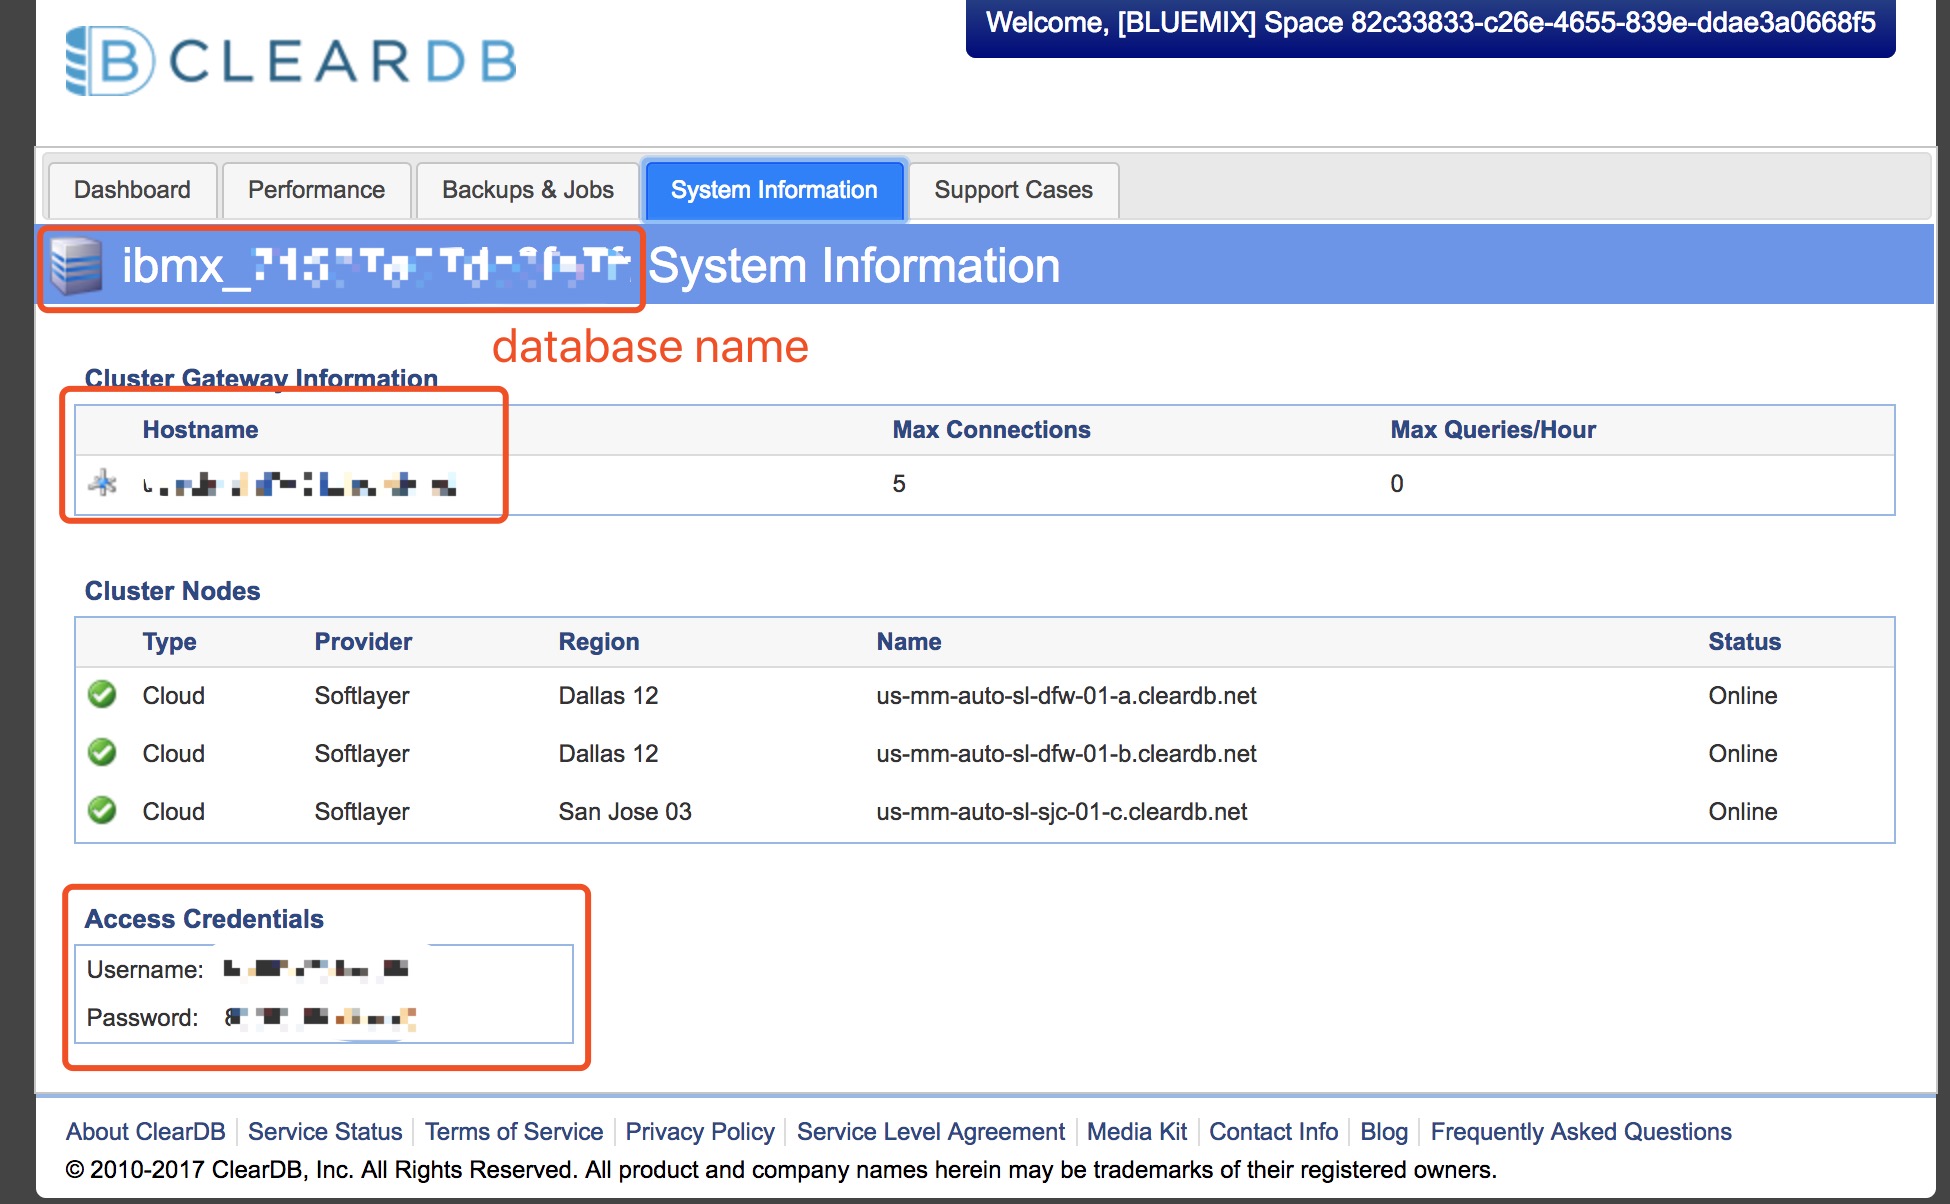 CLEARDB
Welcome, [BLUEMIX] Space 82c33833-c26e-4655-839e-ddae3a0668f5
Dashboard Performance Backups & Jobs System Information Support Cases
ibmx_ System Information
database name
Cluster Gateway Information
Hostname Max Connections Max Queries/Hour
5 0
Cluster Nodes
Type Provider Region Name Status
Cloud Softlayer Dallas 12 us-mm-auto-sl-dfw-01-a.cleardb.net Online
Cloud Softlayer Dallas 12 us-mm-auto-sl-dfw-01-b.cleardb.net Online
Cloud Softlayer San Jose 03 us-mm-auto-sl-sjc-01-c.cleardb.net Online
Access Credentials
Username:
Password:
About ClearDB Service Status Terms of Service Privacy Policy Service Level Agreement Media Kit Contact Info Blog Frequently Asked Questions
© 2010-2017 ClearDB, Inc. All Rights Reserved. All product and company names herein may be trademarks of their registered owners.